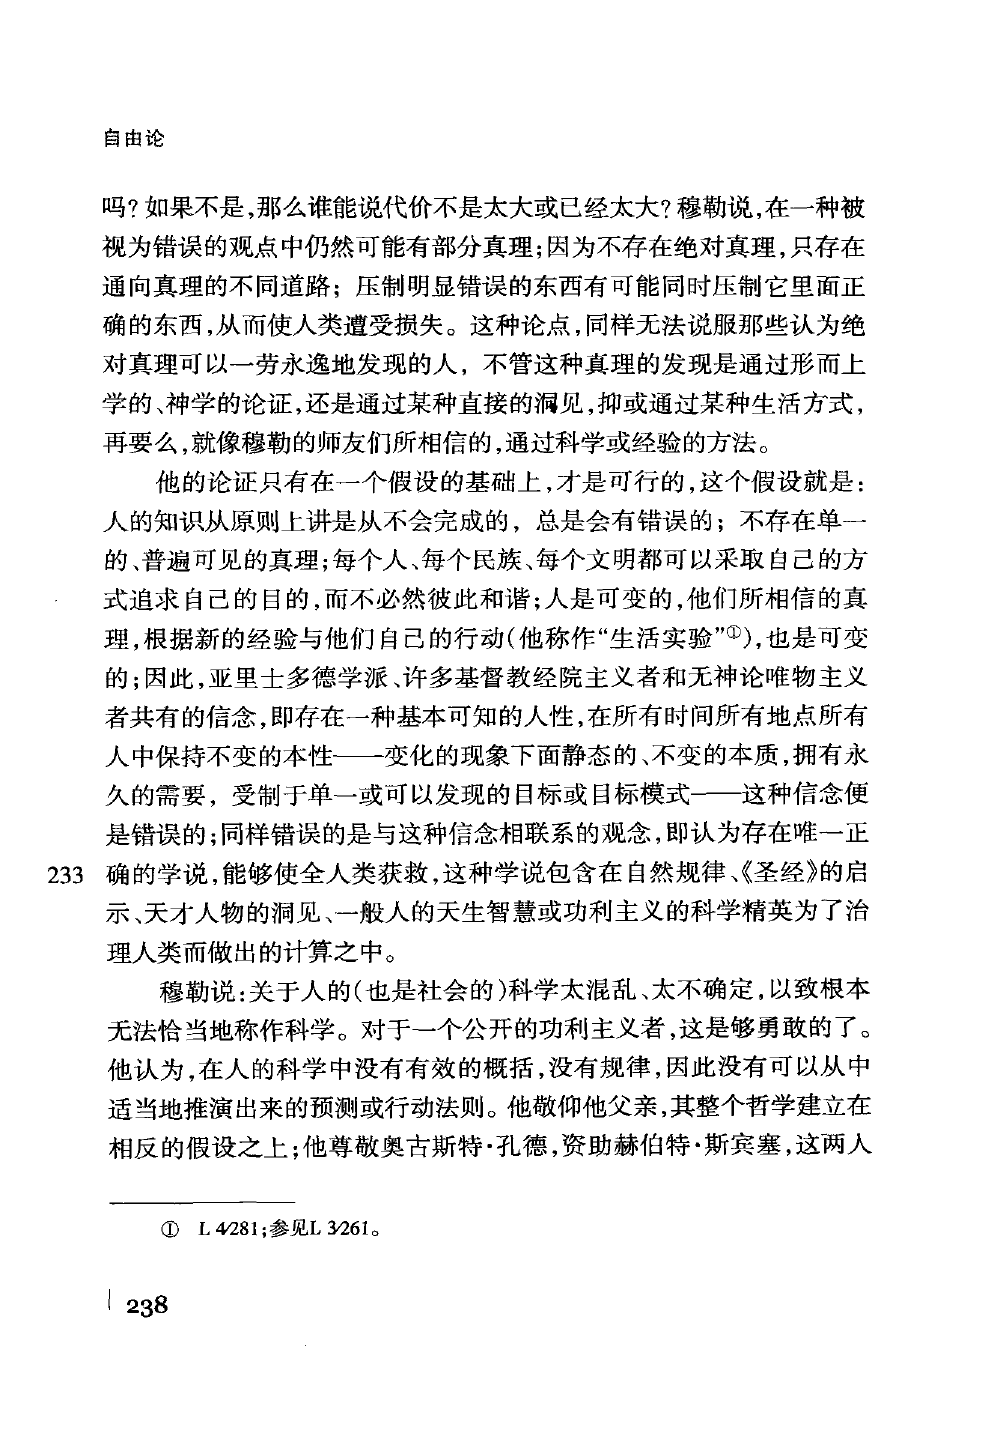 自由论
吗?如果不是,那么谁能说代价不是太大或已经太大?穆勒说,在一种被
视为错误的观点中仍然可能有部分真理;因为不存在绝对真理,只存在
通向真理的不同道路；压制明显错误的东西有可能同时压制它里面正
确的东西,从而使人类遭受损失。这种论点,同样无法说服那些认为绝
对真理可以一劳永逸地发现的人，不管这种真理的发现是通过形而上
学的、神学的论证,还是通过某种直接的洞见,抑或通过某种生活方式,
再要么,就像穆勒的师友们所相信的,通过科学或经验的方法。
他的论证只有在一个假设的基础上,才是可行的,这个假设就是:
人的知识从原则上讲是从不会完成的，总是会有错误的；不存在单一
的、普遍可见的真理;每个人、每个民族、每个文明都可以采取自己的方
式追求自己的目的,而不必然彼此和谐;人是可变的,他们所相信的真
理,根据新的经验与他们自己的行动(他称作“生活实验”①),也是可变
的;因此,亚里士多德学派、许多基督教经院主义者和无神论唯物主义
者共有的信念,即存在一种基本可知的人性,在所有时间所有地点所有
人中保持不变的本性——变化的现象下面静态的、不变的本质,拥有永
久的需要，受制于单一或可以发现的目标或目标模式——这种信念便
是错误的;同样错误的是与这种信念相联系的观念,即认为存在唯一正
233 确的学说,能够使全人类获救,这种学说包含在自然规律、《圣经》的启
示、天才人物的洞见、一般人的天生智慧或功利主义的科学精英为了治
理人类而做出的计算之中。
穆勒说:关于人的(也是社会的)科学太混乱、太不确定,以致根本
无法恰当地称作科学。对于一个公开的功利主义者,这是够勇敢的了。
他认为,在人的科学中没有有效的概括,没有规律,因此没有可以从中
适当地推演出来的预测或行动法则。他敬仰他父亲,其整个哲学建立在
相反的假设之上;他尊敬奥古斯特·孔德,资助赫伯特·斯宾塞,这两人
① L 4/281;参见L 3/261。
238